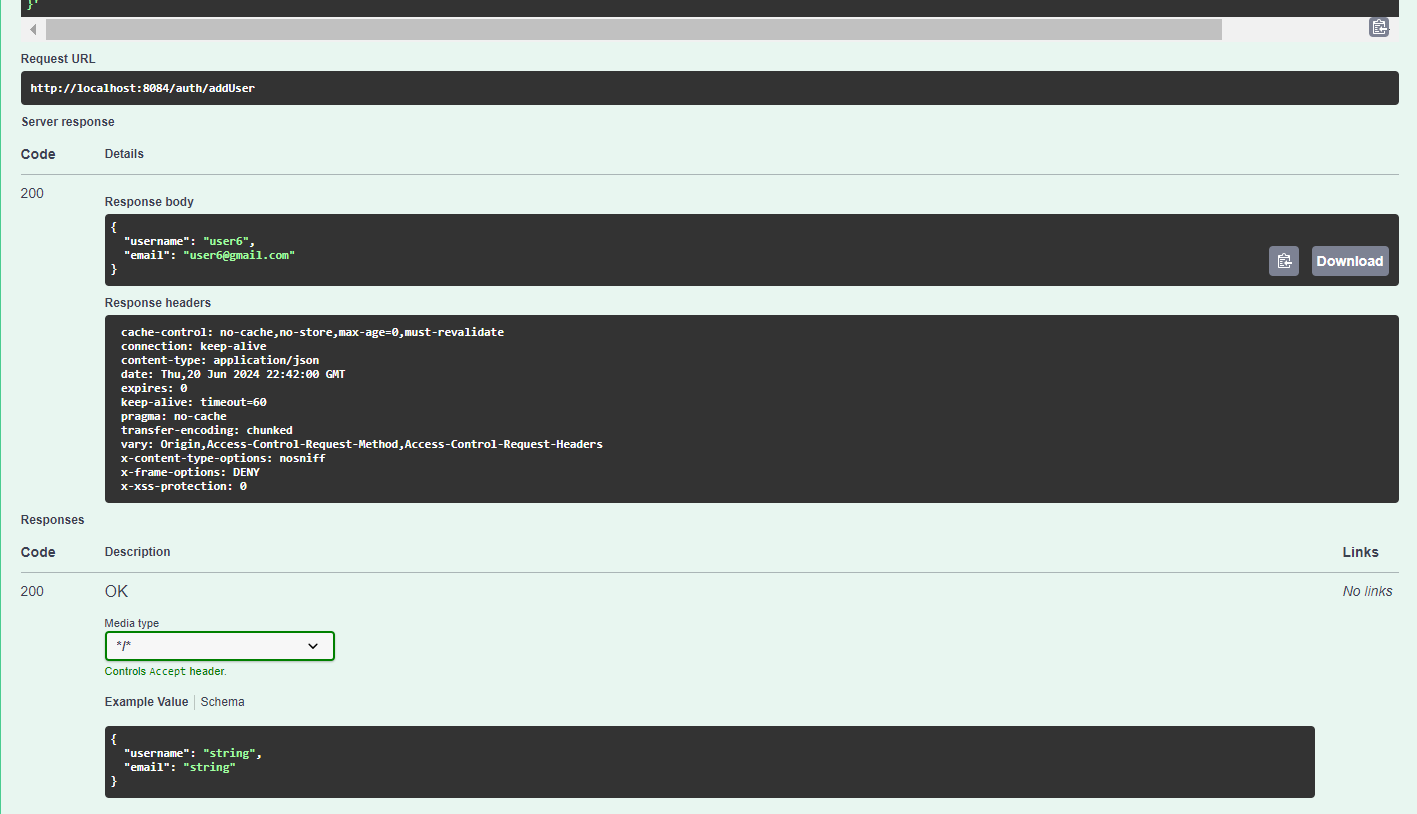 }'
Request URL
http://localhost:8084/auth/addUser
Server response
Code Details
200
Response body
{
"username": "user6",
"email": "user6@gmail.com"
}
Download
Response headers
cache-control: no-cache,no-store,max-age=0,must-revalidate
connection: keep-alive
content-type: application/json
date: Thu,20 Jun 2024 22:42:00 GMT
expires: 0
keep-alive: timeout=60
pragma: no-cache
transfer-encoding: chunked
vary: Origin,Access-Control-Request-Method,Access-Control-Request-Headers
x-content-type-options: nosniff
x-frame-options: DENY
x-xss-protection: 0
Responses
Code Description Links
200 OK No links
Media type
*/*
Controls Accept header.
Example Value Schema
{
"username": "string",
"email": "string"
}